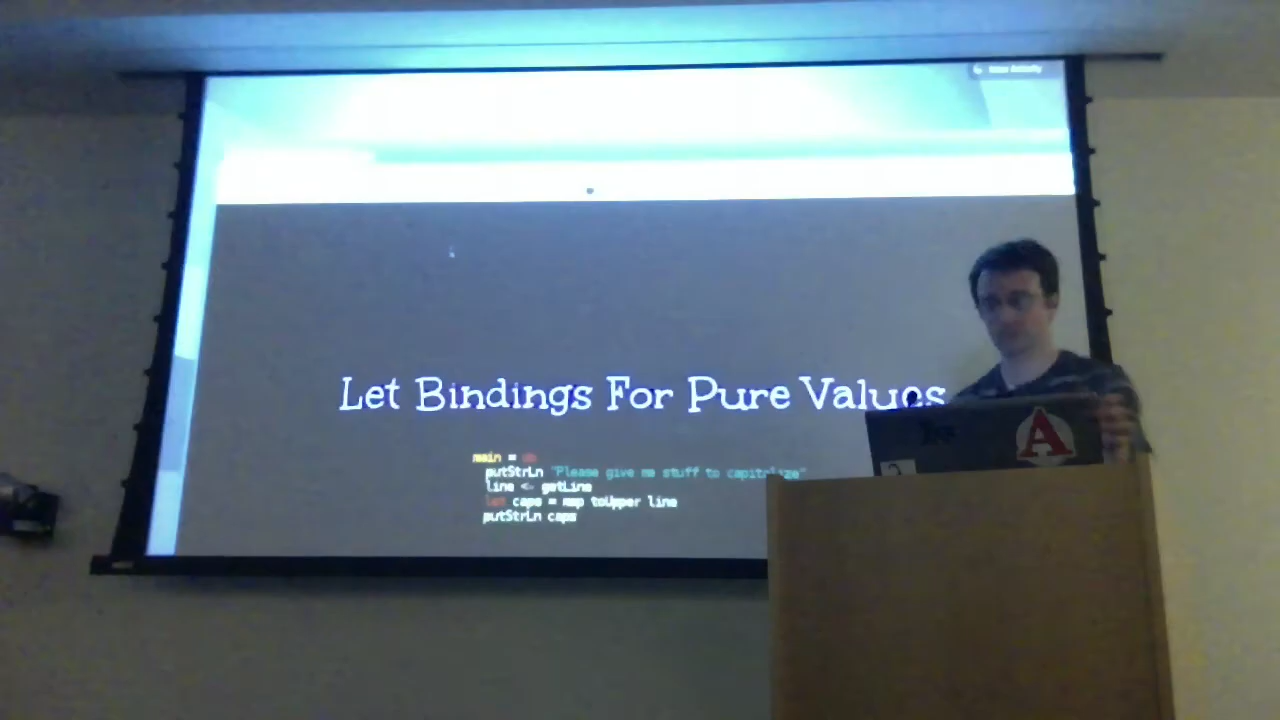 Let Bindings For Pure Values
main = do
putStrLn "Please give me stuff to capitalize"
line <- getLine
let caps = map toUpper line
putStrLn caps
A